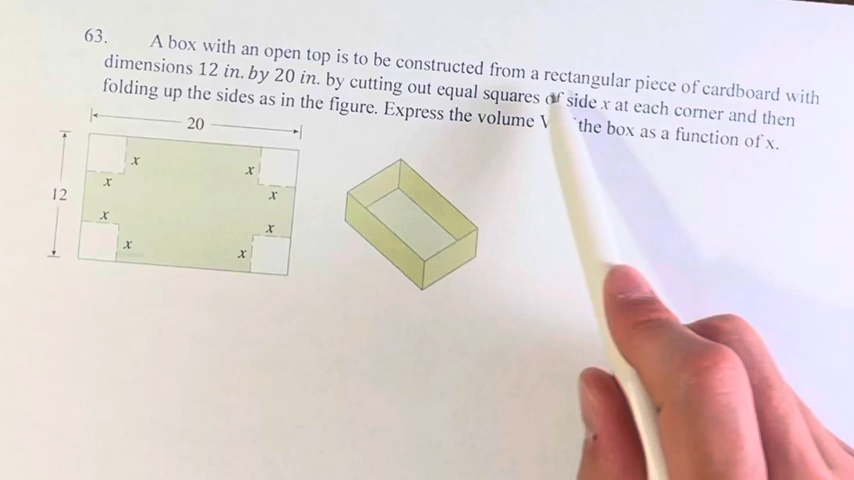 63. A box with an open top is to be constructed from a rectangular piece of cardboard with
dimensions 12 in. by 20 in. by cutting out equal squares of side x at each corner and then
folding up the sides as in the figure. Express the volume V the box as a function of x.
20
12
x
x
x
x
x
x
x
x